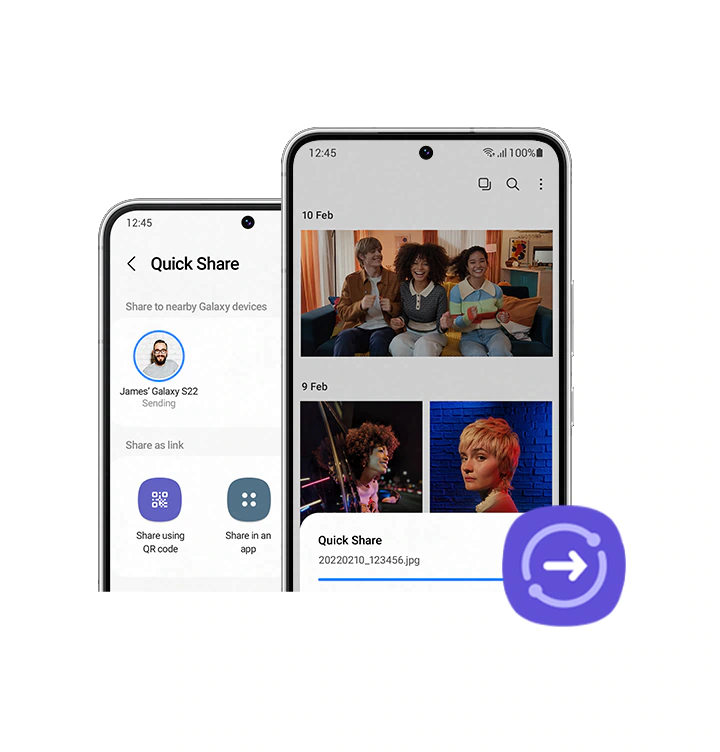 12:45
Quick Share
Share to nearby Galaxy devices
James' Galaxy S22
Sending
Share as link
Share using
QR code
Share in an
app
12:45
100%
10 Feb
9 Feb
Quick Share
20220210_123456.jpg